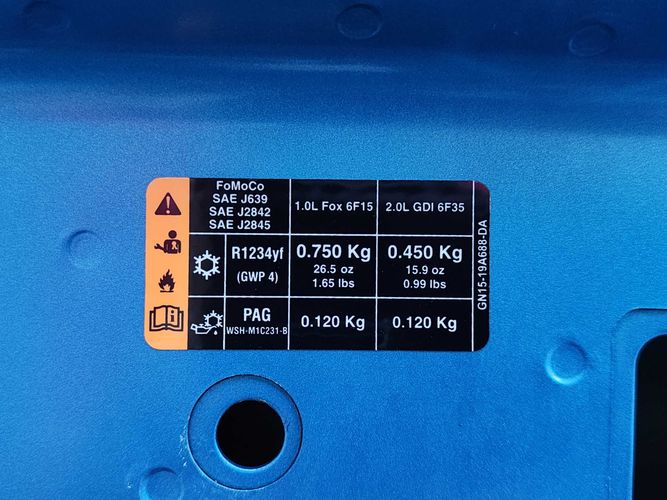 FoMoCo
SAE J639
SAE J2842
SAE J2845
1.0L Fox 6F15
2.0L GDI 6F35
R1234yf
(GWP 4)
0.750 Kg
26.5 oz
1.65 lbs
0.450 Kg
15.9 oz
0.99 lbs
PAG
WSH-M1C231-B
0.120 Kg
0.120 Kg
GN15-19A688-DA